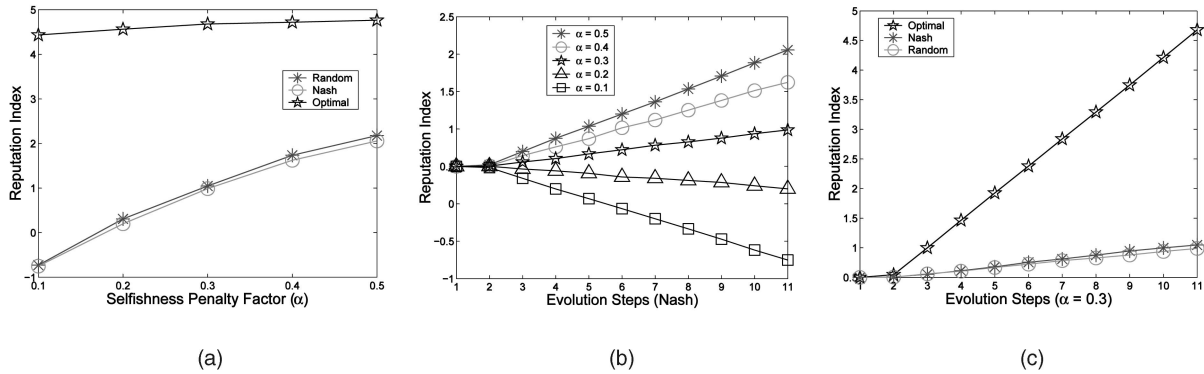 5
4
3
2
1
0
−1
0.1
0.2
0.3
0.4
0.5
Reputation Index
Selfishness Penalty Factor (α)
Random
Nash
Optimal
(a)
2.5
2
1.5
1
0.5
0
−0.5
−1
1
2
3
4
5
6
7
8
9
10
11
Reputation Index
Evolution Steps (Nash)
α = 0.5
α = 0.4
α = 0.3
α = 0.2
α = 0.1
(b)
5
4.5
4
3.5
3
2.5
2
1.5
1
0.5
1
2
3
4
5
6
7
8
9
10
11
Reputation Index
Evolution Steps (α = 0.3)
Optimal
Nash
Random
(c)